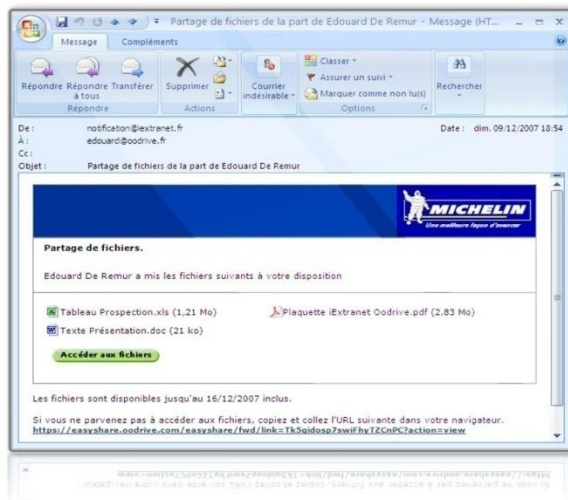 Partage de fichiers de la part de Edouard De Remur - Message (HT...
Message Compléments
Répondre Répondre à tous Transférer Supprimer Courrier indésirable Classer Assurer un suivi Marquer comme non lu(s) Rechercher
Répondre Actions Options
De : notification@iextranet.fr Date : dim. 09/12/2007 18:54
À : edouard@oodrive.fr
Cc :
Objet : Partage de fichiers de la part de Edouard De Remur
MICHELIN
Une meilleure façon d'avancer
Partage de fichiers.
Edouard De Remur a mis les fichiers suivants à votre disposition
Tableau Prospection.xls (1,21 Mo) Plaquette iExtranet Oodrive.pdf (2,83 Mo)
Texte Présentation.doc (21 ko)
Accéder aux fichiers
Les fichiers sont disponibles jusqu'au 16/12/2007 inclus.
Si vous ne parvenez pas à accéder aux fichiers, copiez et collez l'URL suivante dans votre navigateur.
https://easyshare.oodrive.com/easyshare/fwd/link=Tk5qidosp7swiFhyTZCnPC?action=view